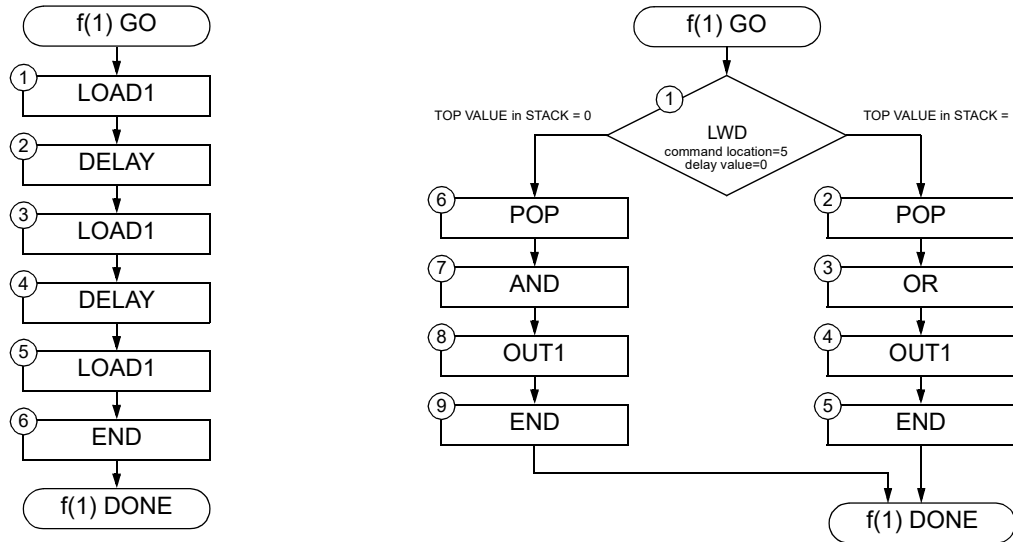 f(1) GO
1
LOAD1
2
DELAY
3
LOAD1
4
DELAY
5
LOAD1
6
END
f(1) DONE
f(1) GO
1
TOP VALUE in STACK = 0
TOP VALUE in STACK =
LWD
command location=5
delay value=0
6
POP
7
AND
8
OUT1
9
END
2
POP
3
OR
4
OUT1
5
END
f(1) DONE